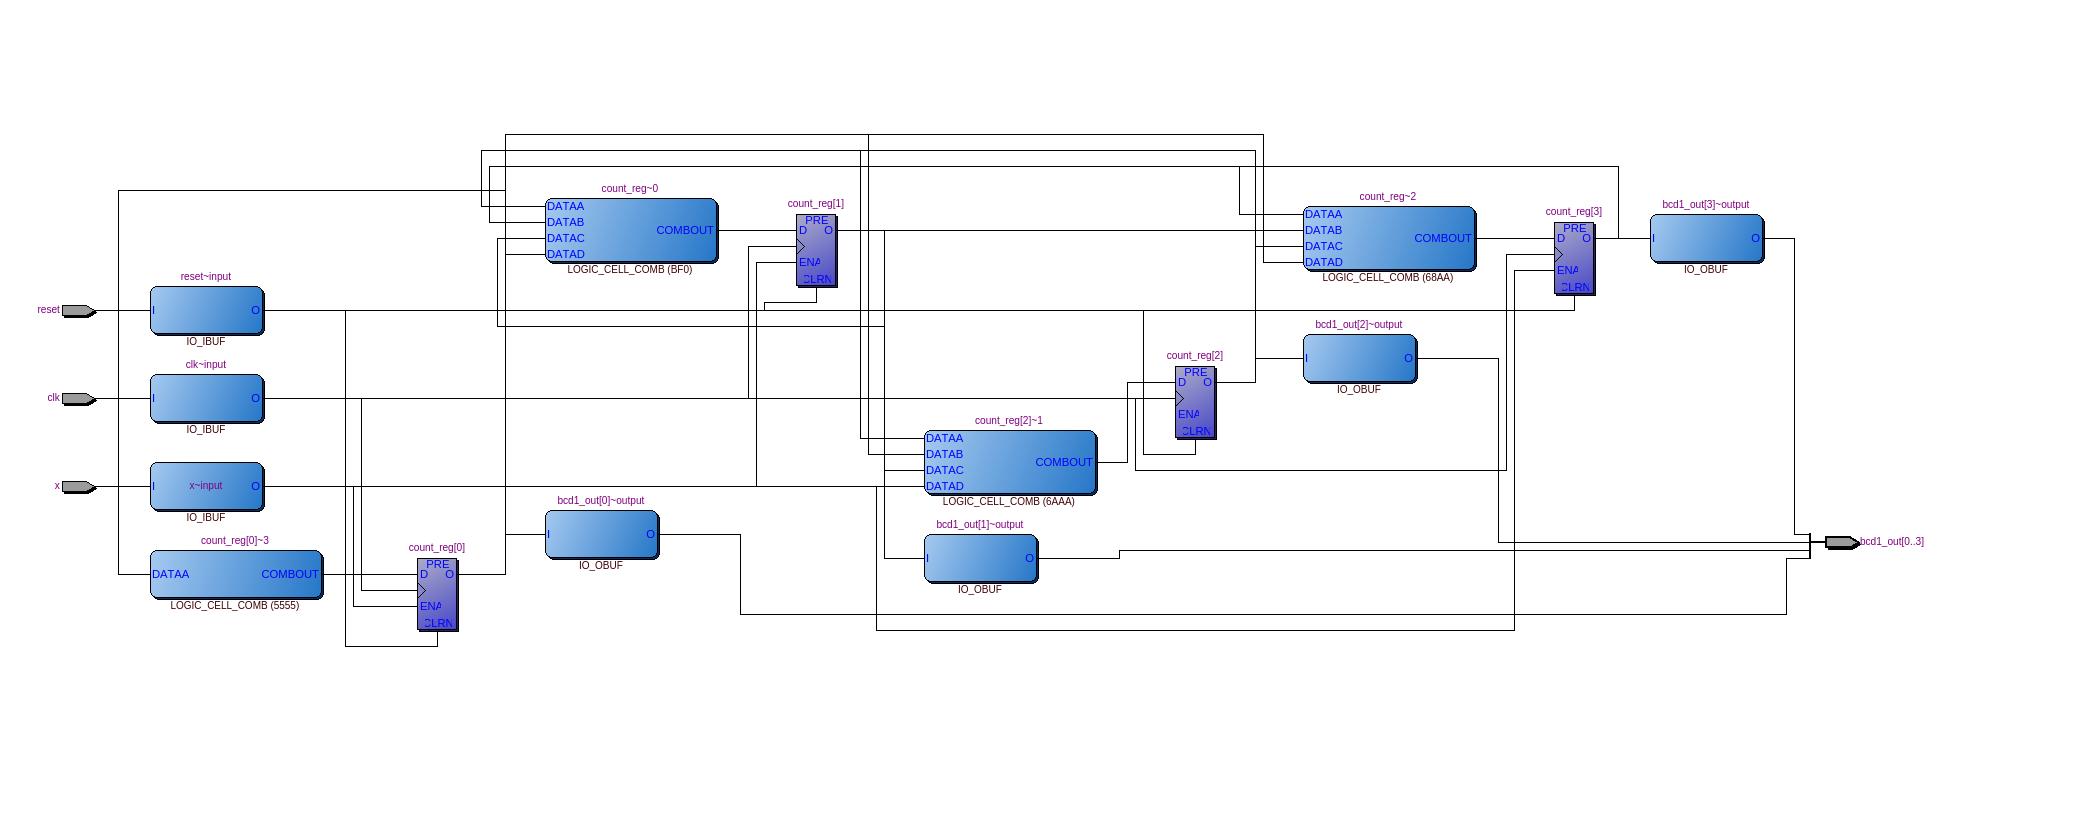 count_reg~0
DATAA
DATAB
DATAC
DATAD
COMBOUT
LOGIC_CELL_COMB (BF0)
count_reg[1]
PRE
D
O
ENA
CLRN
count_reg~2
DATAA
DATAB
DATAC
DATAD
COMBOUT
LOGIC_CELL_COMB (68AA)
count_reg[3]
PRE
D
O
ENA
CLRN
bcd1_out[3]~output
I
O
IO_OBUF
reset
reset~input
I
O
IO_IBUF
bcd1_out[2]~output
I
O
IO_OBUF
clk
clk~input
I
O
IO_IBUF
count_reg[2]
PRE
D
O
ENA
CLRN
count_reg[2]~1
DATAA
DATAB
DATAC
DATAD
COMBOUT
LOGIC_CELL_COMB (6AAA)
x
I
x~input
O
IO_IBUF
bcd1_out[0]~output
I
O
IO_OBUF
bcd1_out[1]~output
I
O
IO_OBUF
bcd1_out[0..3]
count_reg[0]~3
DATAA
COMBOUT
LOGIC_CELL_COMB (5555)
count_reg[0]
PRE
D
O
ENA
CLRN